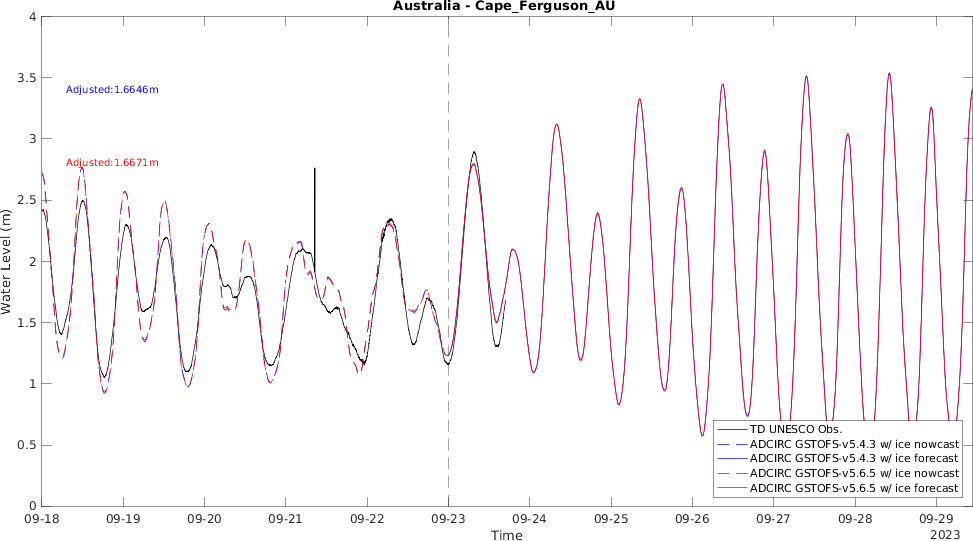 Australia - Cape_Ferguson_AU
4
3.5
3
2.5
2
1.5
1
0.5
0
Water Level (m)
Adjusted:1.6646m
Adjusted:1.6671m
TD UNESCO Obs.
ADCIRC GSTOFS-v5.4.3 w/ ice nowcast
ADCIRC GSTOFS-v5.4.3 w/ ice forecast
ADCIRC GSTOFS-v5.6.5 w/ ice nowcast
ADCIRC GSTOFS-v5.6.5 w/ ice forecast
09-18 09-19 09-20 09-21 09-22 09-23 09-24 09-25 09-26 09-27 09-28 09-29
Time
2023